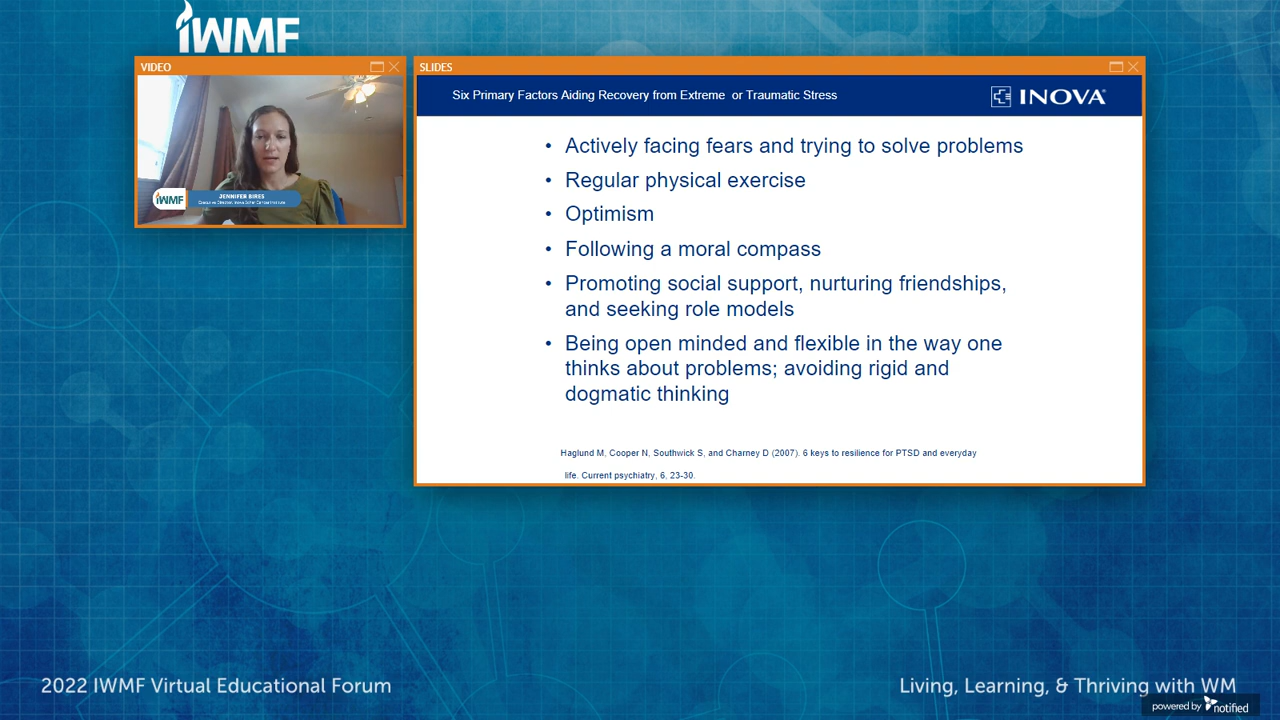 iWMF
VIDEO
iWMF
JENNIFER BIRES
SLIDES
Six Primary Factors Aiding Recovery from Extreme or Traumatic Stress
INOVA
• Actively facing fears and trying to solve problems
• Regular physical exercise
• Optimism
• Following a moral compass
• Promoting social support, nurturing friendships,
and seeking role models
• Being open minded and flexible in the way one
thinks about problems; avoiding rigid and
dogmatic thinking
Haglund M, Cooper N, Southwick S, and Charney D (2007). 6 keys to resilience for PTSD and everyday
life. Current psychiatry, 6, 23-30.
2022 IWMF Virtual Educational Forum
Living, Learning, & Thriving with WM
powered by notified